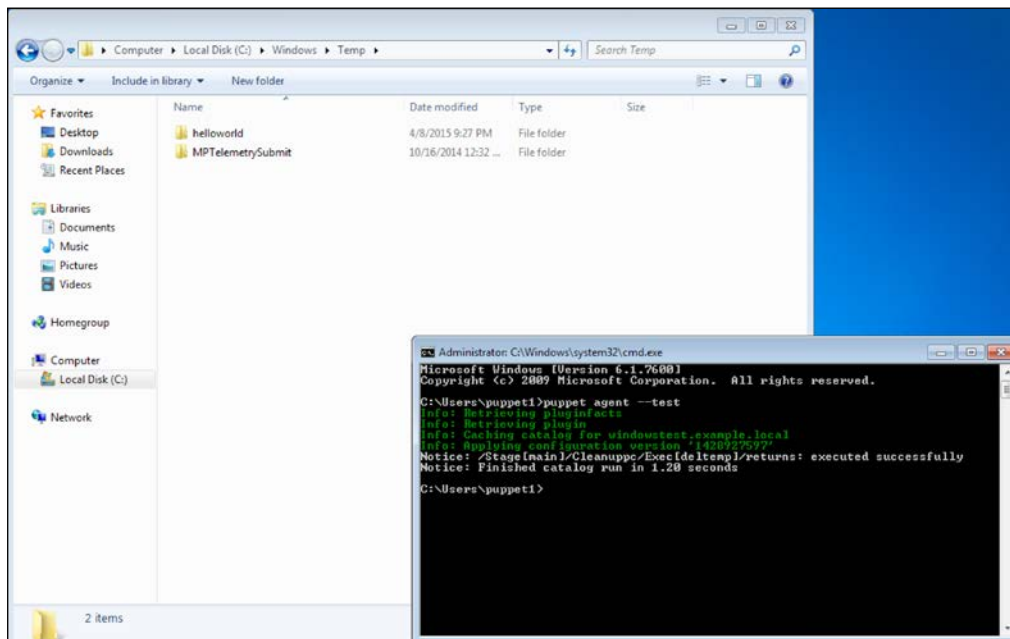 Computer ▸ Local Disk (C:) ▸ Windows ▸ Temp ▸
Search Temp
Organize ▾ Include in library ▾ New folder
Name Date modified Type Size
helloworld 4/8/2015 9:27 PM File folder
MPTelemetrySubmit 10/16/2014 12:32 ... File folder
Favorites
Desktop
Downloads
Recent Places
Libraries
Documents
Music
Pictures
Videos
Homegroup
Computer
Local Disk (C:)
Network
2 items
Administrator: C:\Windows\system32\cmd.exe
Microsoft Windows [Version 6.1.7600]
Copyright (c) 2009 Microsoft Corporation. All rights reserved.
C:\Users\puppet1>puppet agent --test
Info: Retrieving pluginfacts
Info: Retrieving plugin
Info: Caching catalog for windowstest.example.local
Info: Applying configuration version '1428927597'
Notice: /Stage[main]/Cleanuppc/Exec[deltemp]/returns: executed successfully
Notice: Finished catalog run in 1.20 seconds
C:\Users\puppet1>